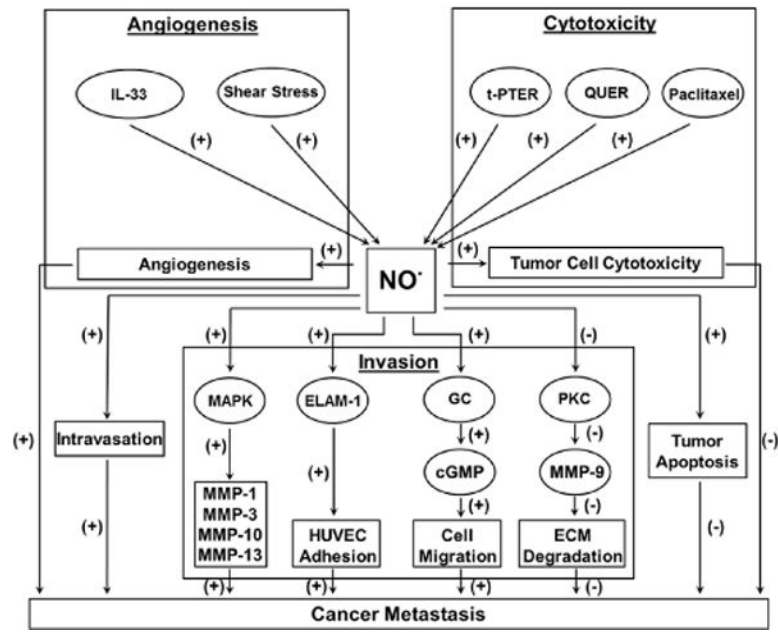 Angiogenesis
Cytotoxicity
IL-33
Shear Stress
t-PTER
QUER
Paclitaxel
(+)
(+)
(+)
(+)
(+)
Angiogenesis
(+)
NO·
(+)
Tumor Cell Cytotoxicity
(+)
(+)
(+)
(+)
(-)
(+)
Invasion
MAPK
ELAM-1
GC
PKC
(+)
Intravasation
(+)
(+)
(+)
(-)
Tumor
Apoptosis
(-)
cGMP
MMP-9
MMP-1
MMP-3
MMP-10
MMP-13
(+)
(+)
(-)
(-)
HUVEC
Adhesion
Cell
Migration
ECM
Degradation
(+)
(+)
(+)
(-)
Cancer Metastasis